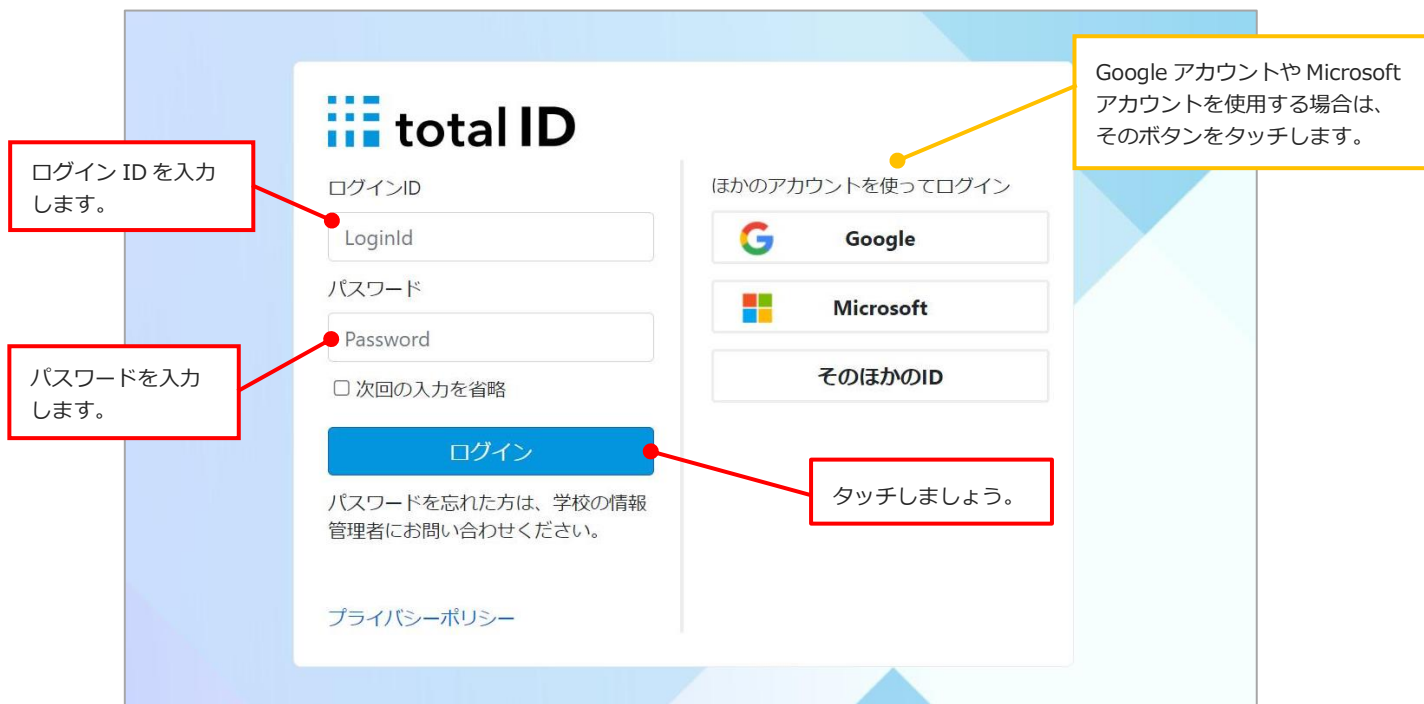 Google アカウントや Microsoft
アカウントを使用する場合は、
そのボタンをタッチします。
total ID
ログイン ID を入力
します。
ログインID
LoginId
パスワード
Password
パスワードを入力
します。
次回の入力を省略
ログイン
パスワードを忘れた方は、学校の情報
管理者にお問い合わせください。
プライバシーポリシー
ほかのアカウントを使ってログイン
Google
Microsoft
そのほかのID
タッチしましょう。